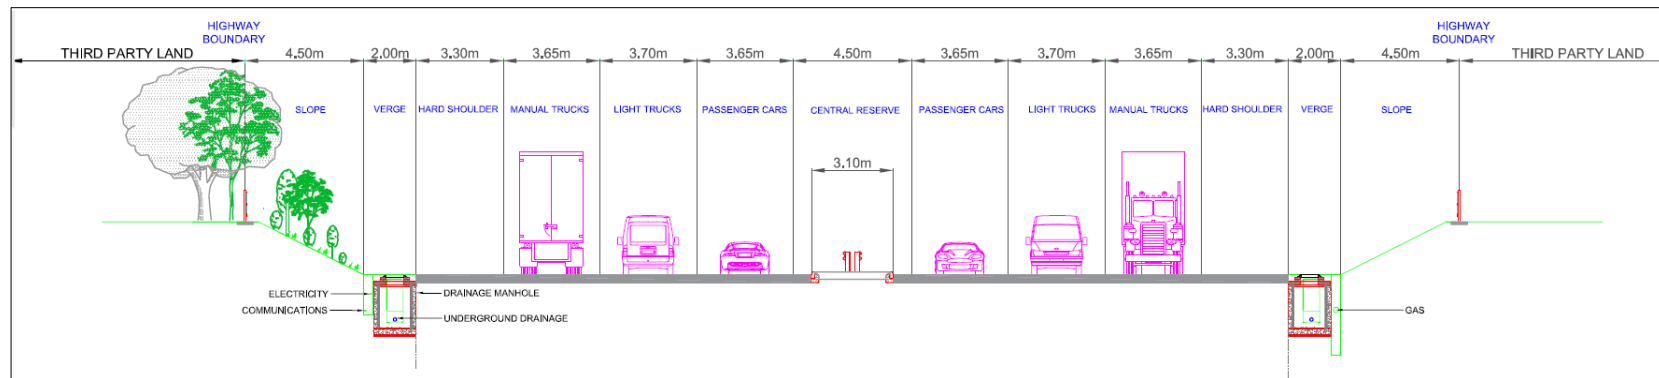 HIGHWAY
BOUNDARY
HIGHWAY
BOUNDARY
THIRD PARTY LAND 4.50m 2.00m 3.30m 3.65m 3.70m 3.65m 4.50m 3.65m 3.70m 3.65m 3.30m 2.00m 4.50m THIRD PARTY LAND
SLOPE VERGE HARD SHOULDER MANUAL TRUCKS LIGHT TRUCKS PASSENGER CARS CENTRAL RESERVE PASSENGER CARS LIGHT TRUCKS MANUAL TRUCKS HARD SHOULDER VERGE SLOPE
3.10m
ELECTRICITY
DRAINAGE MANHOLE
COMMUNICATIONS
GAS
UNDERGROUND DRAINAGE